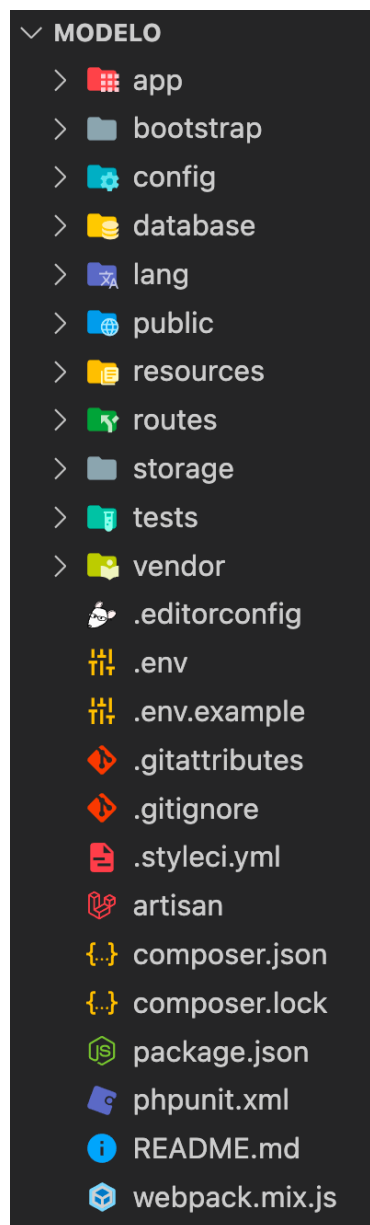 MODELO
app
bootstrap
config
database
lang
public
resources
routes
storage
tests
vendor
.editorconfig
.env
.env.example
.gitattributes
.gitignore
.styleci.yml
artisan
composer.json
composer.lock
package.json
phpunit.xml
README.md
webpack.mix.js